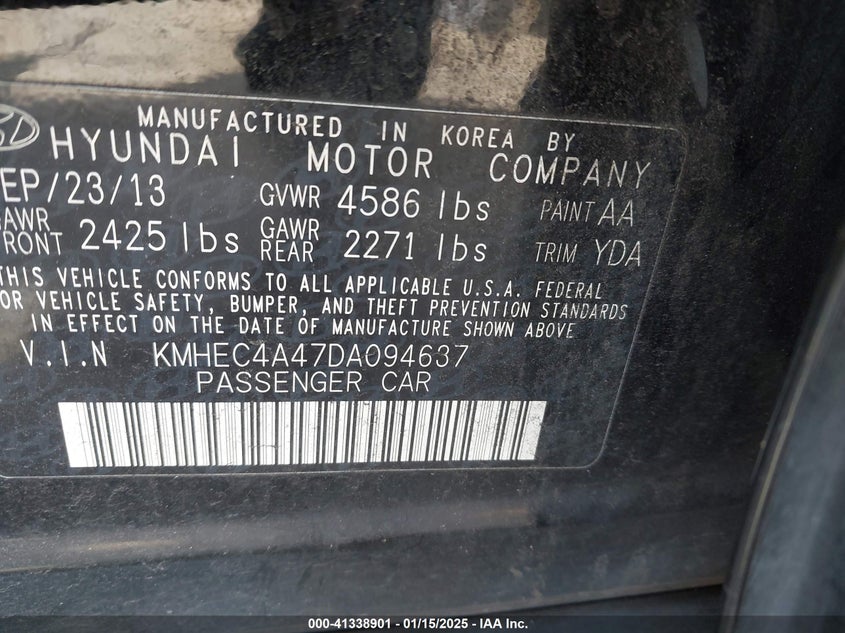 MANUFACTURED IN KOREA BY
HYUNDAI MOTOR COMPANY
EP/23/13 GVWR 4586 lbs PAINT AA
GAWR FRONT 2425 lbs GAWR REAR 2271 lbs TRIM YDA
THIS VEHICLE CONFORMS TO ALL APPLICABLE U.S.A. FEDERAL
OR VEHICLE SAFETY, BUMPER, AND THEFT PREVENTION STANDARDS
IN EFFECT ON THE DATE OF MANUFACTURE SHOWN ABOVE
V.I.N KMHEC4A47DA094637
PASSENGER CAR
000-41338901 - 01/15/2025 - IAA Inc.